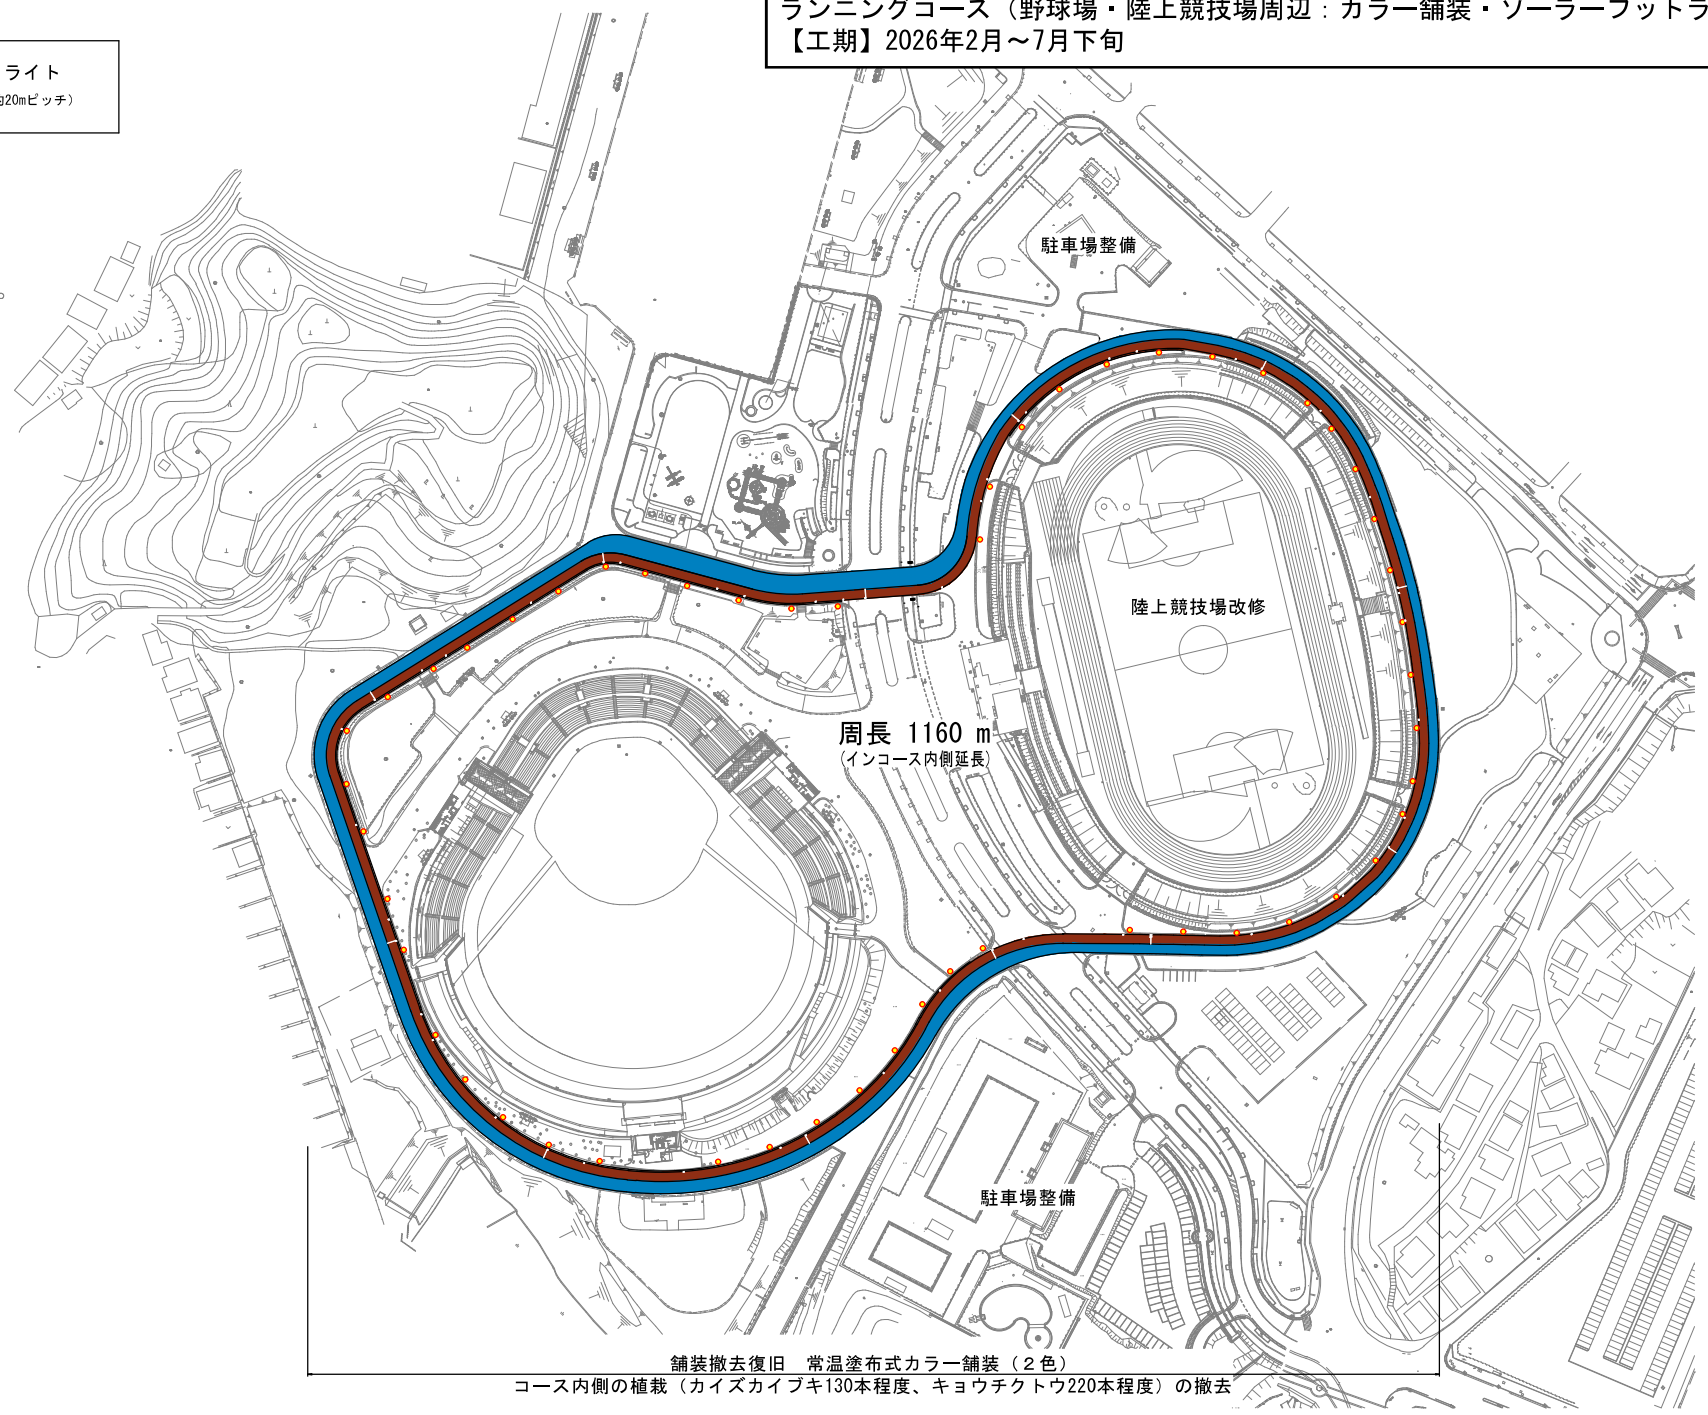 ランニングコース（野球場・陸上競技場周辺：カラー舗装・ソーラーフットラ
【工期】2026年2月～7月下旬
ライト
20mピッチ）
駐車場整備
陸上競技場改修
周長 1160 m
（インコース内側延長）
駐車場整備
舗装撤去復旧　常温塗布式カラー舗装（２色）
コース内側の植栽（カイズカイブキ130本程度、キョウチクトウ220本程度）の撤去